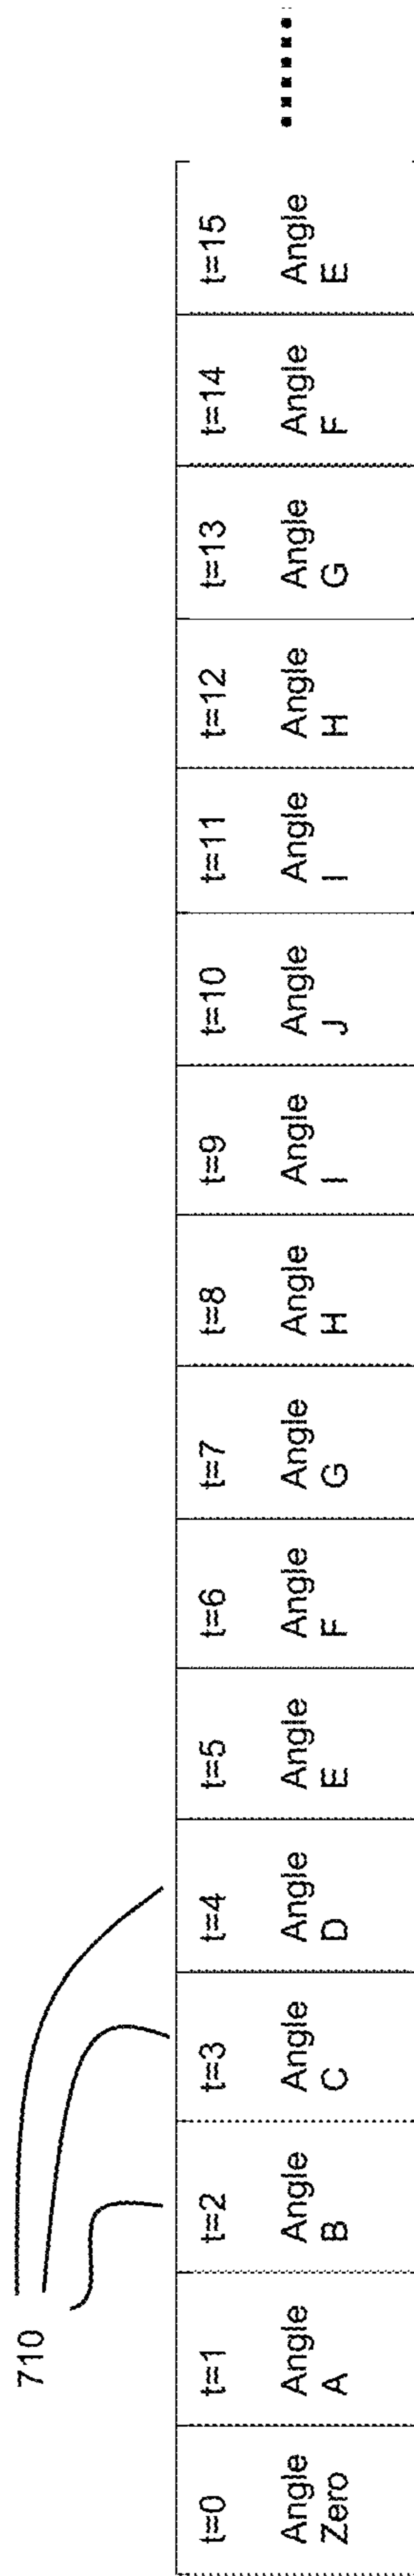 710
t=0 t=1 t=2 t=3 t=4 t=5 t=6 t=7 t=8 t=9 t=10 t=11 t=12 t=13 t=14 t=15
Angle Angle Angle Angle Angle Angle Angle Angle Angle Angle Angle Angle Angle Angle Angle Angle
Zero A B C D E F G H I J I H G F E